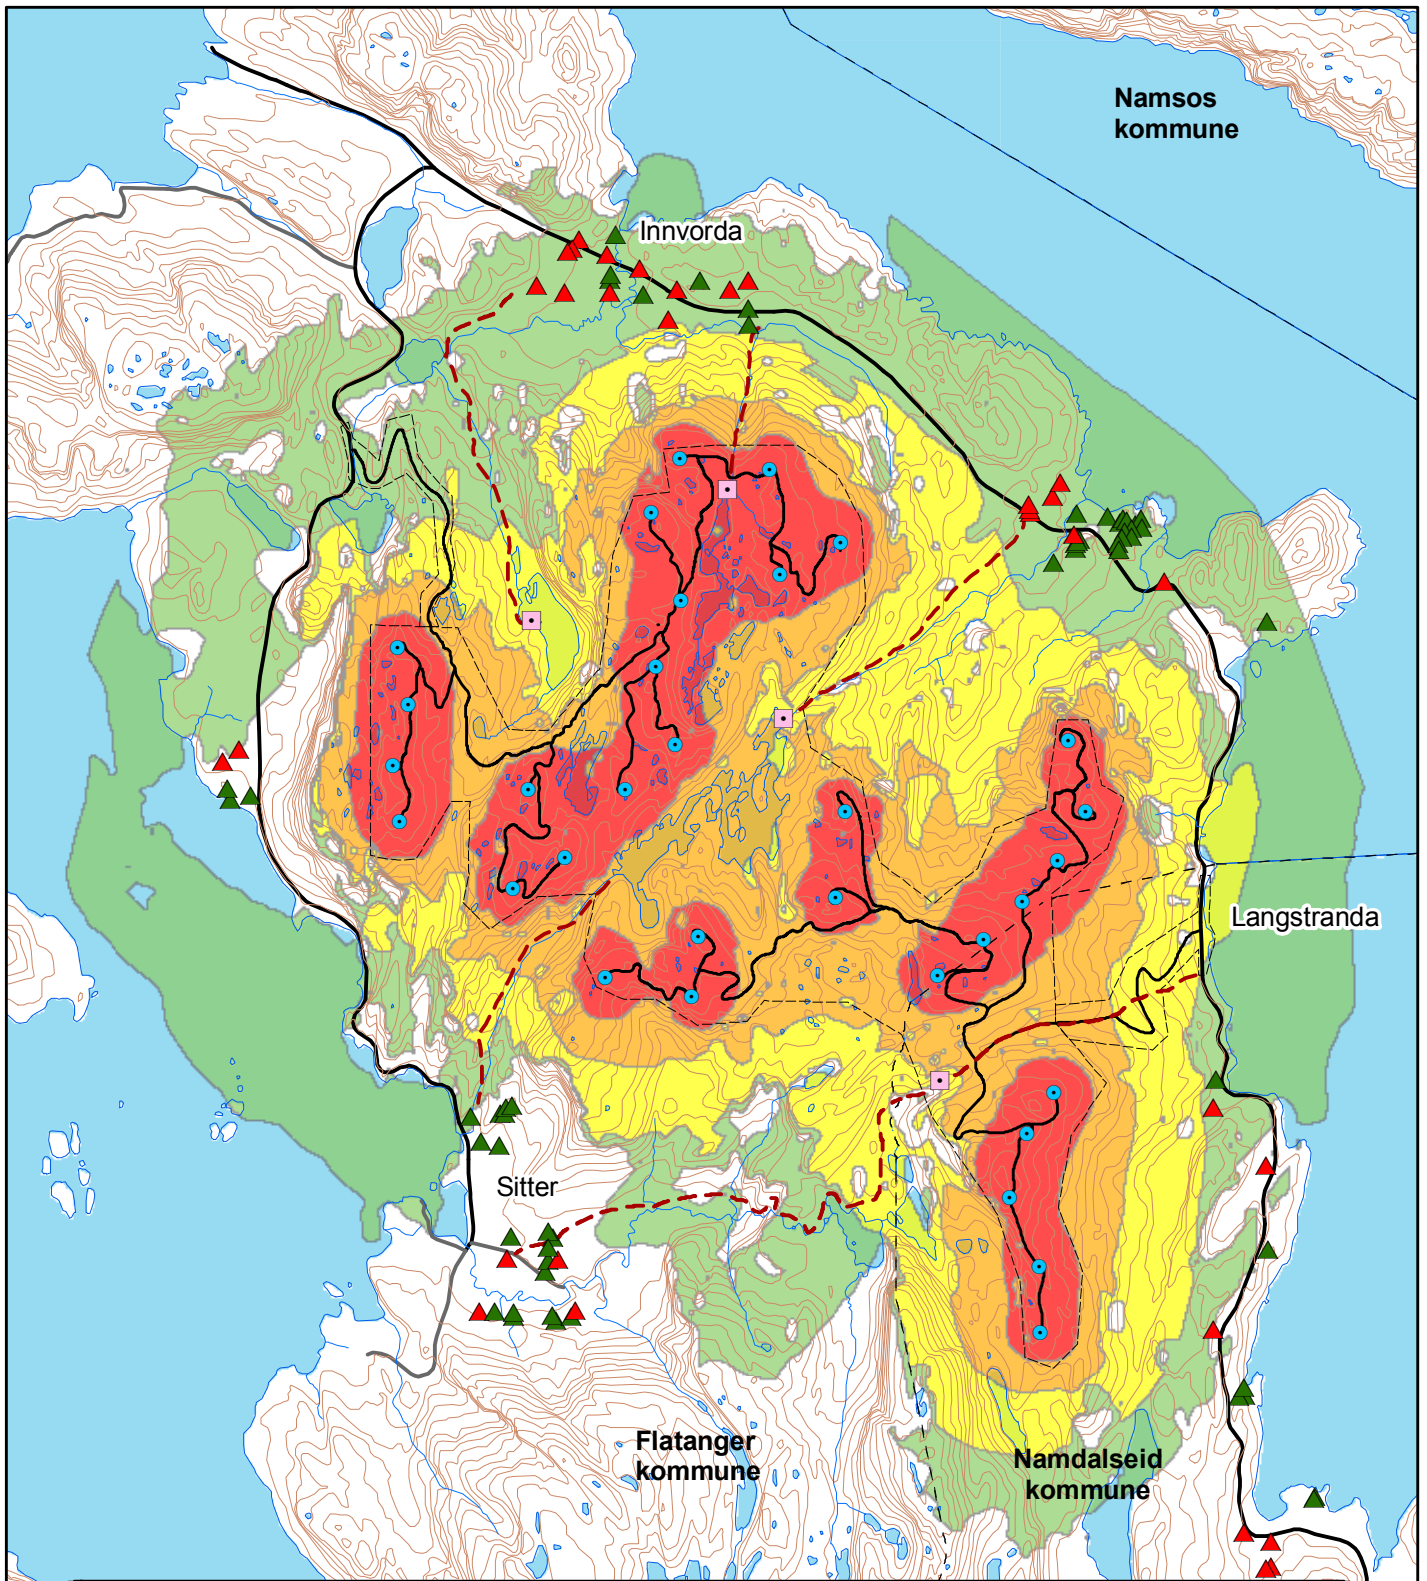 Namsos
kommune
Innvorda
Langstranda
Sitter
Flatanger
kommune
Namdalseid
kommune